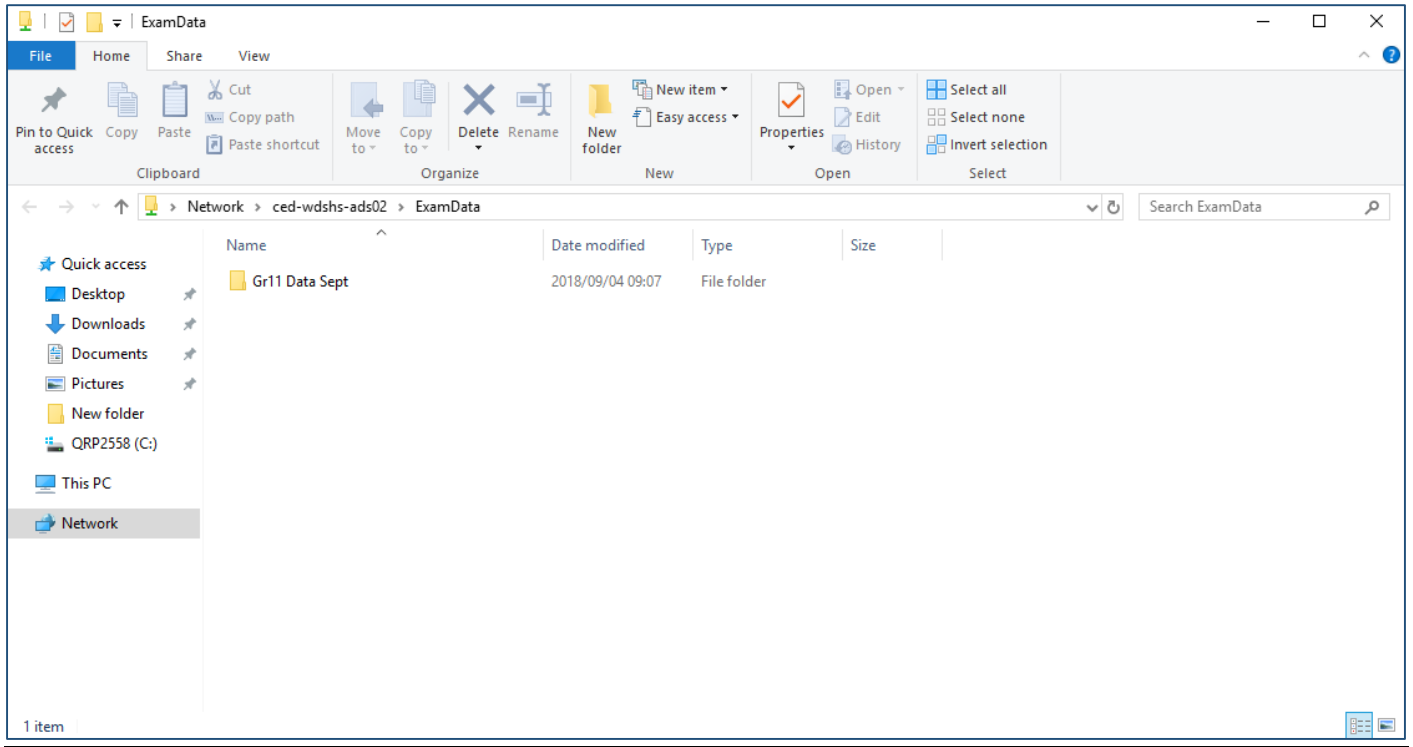 ExamData
File Home Share View
Pin to Quick access
Copy
Paste
Cut
Copy path
Paste shortcut
Clipboard
Move to
Copy to
Delete
Rename
Organize
New folder
New item
Easy access
New
Properties
Open
Edit
History
Open
Select all
Select none
Invert selection
Select
Network > ced-wdshs-ads02 > ExamData
Search ExamData
Quick access
Desktop
Downloads
Documents
Pictures
New folder
QRP2558 (C:)
This PC
Network
Name Date modified Type Size
Gr11 Data Sept 2018/09/04 09:07 File folder
1 item